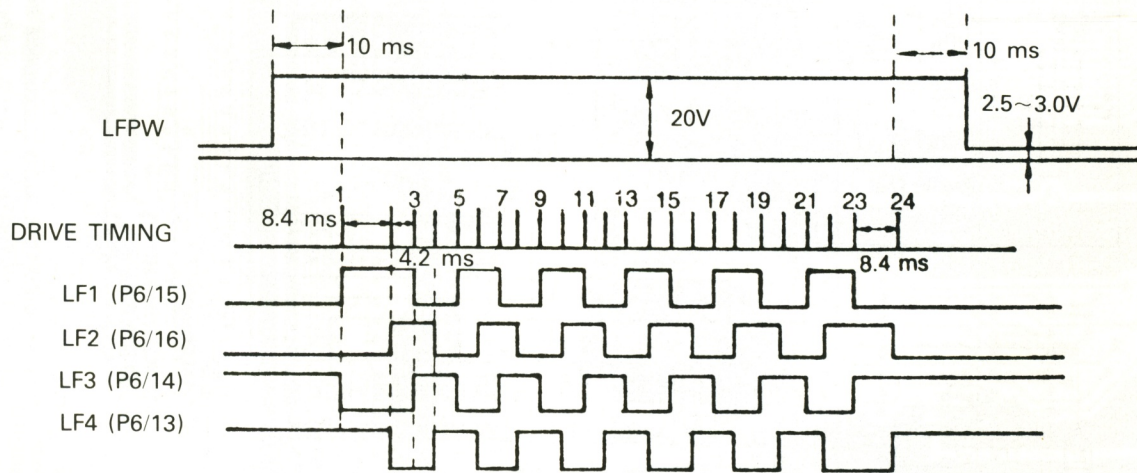 10 ms
10 ms
LFPW
20V
2.5~3.0V
1 3 5 7 9 11 13 15 17 19 21 23 24
8.4 ms
DRIVE TIMING
4.2 ms
8.4 ms
LF1 (P6/15)
LF2 (P6/16)
LF3 (P6/14)
LF4 (P6/13)